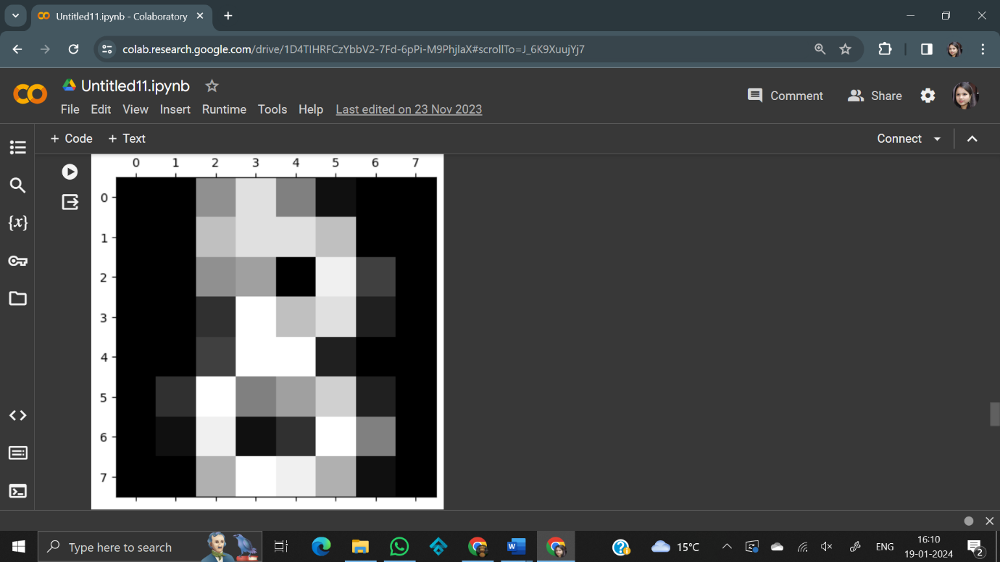 Untitled11.ipynb - Colaboratory
colab.research.google.com/drive/1D4TIHRFCzYbbV2-7Fd-6pPi-M9PhjlaX#scrollTo=J_6K9XuujYj7
Untitled11.ipynb
Comment Share
File Edit View Insert Runtime Tools Help Last edited on 23 Nov 2023
+ Code + Text Connect
0 1 2 3 4 5 6 7
0
1
2
3
4
5
6
7
{x}
Type here to search
15°C
ENG
16:10
19-01-2024
2